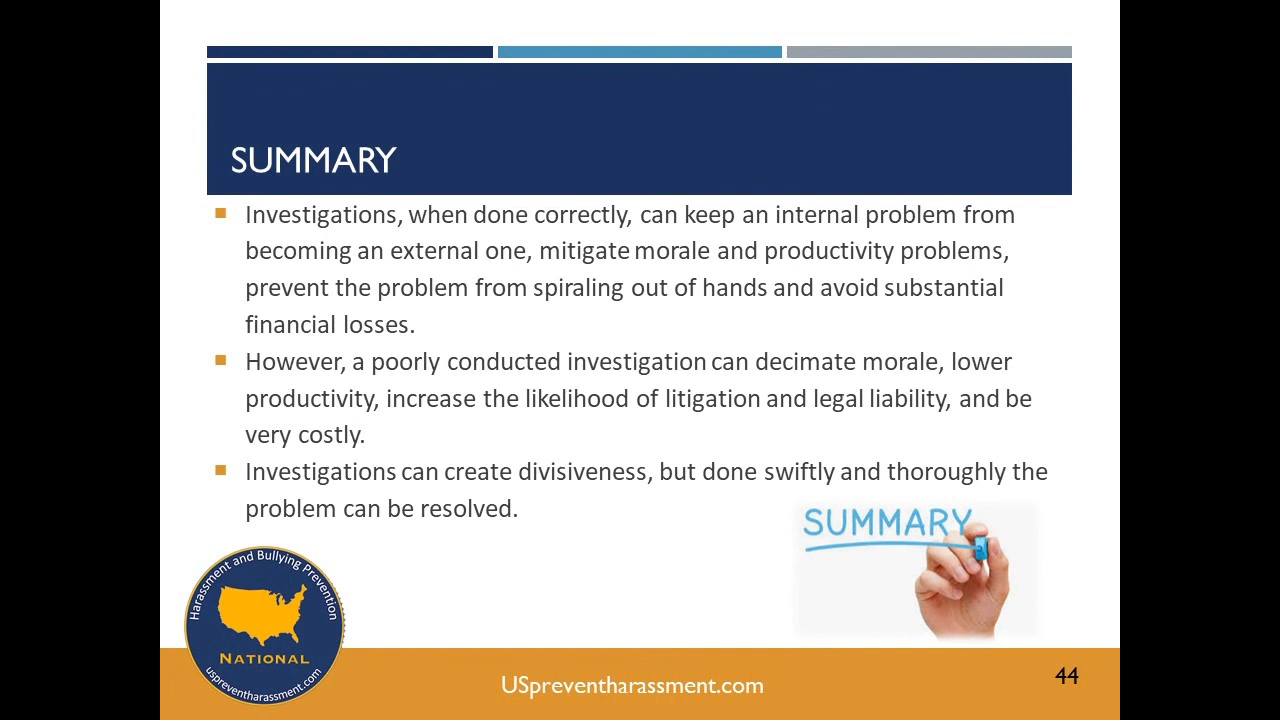 SUMMARY
Investigations, when done correctly, can keep an internal problem from
becoming an external one, mitigate morale and productivity problems,
prevent the problem from spiraling out of hands and avoid substantial
financial losses.
However, a poorly conducted investigation can decimate morale, lower
productivity, increase the likelihood of litigation and legal liability, and be
very costly.
Investigations can create divisiveness, but done swiftly and thoroughly the
problem can be resolved.
SUMMARY
Harassment and Bullying Prevention
NATIONAL
uspreventharassment.com
USpreventharassment.com
44